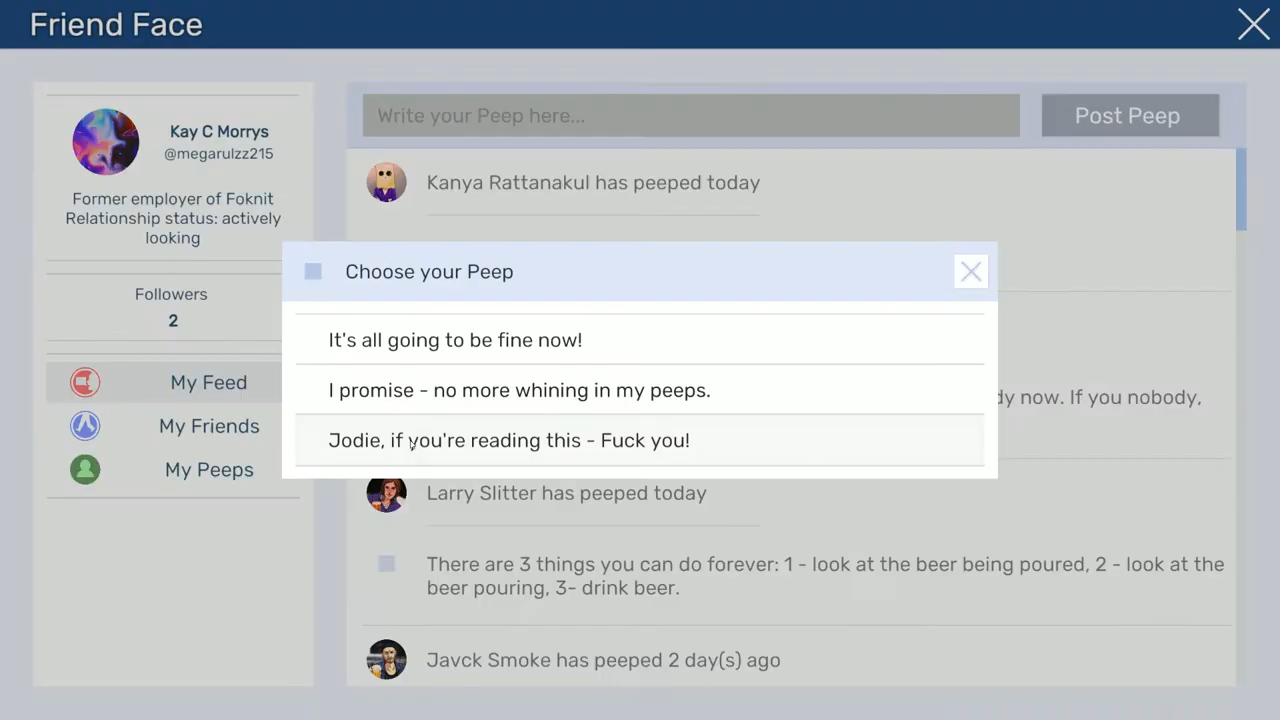 Friend Face
Kay C Morrys
@megarulzz215
Former employer of Foknit
Relationship status: actively
looking
Followers
2
My Feed
My Friends
My Peeps
Write your Peep here...
Post Peep
Kanya Rattanakul has peeped today
Choose your Peep
It's all going to be fine now!
I promise - no more whining in my peeps.
Jodie, if you're reading this - Fuck you!
now. If you nobody,
Larry Slitter has peeped today
There are 3 things you can do forever: 1 - look at the beer being poured, 2 - look at the
beer pouring, 3- drink beer.
Javck Smoke has peeped 2 day(s) ago